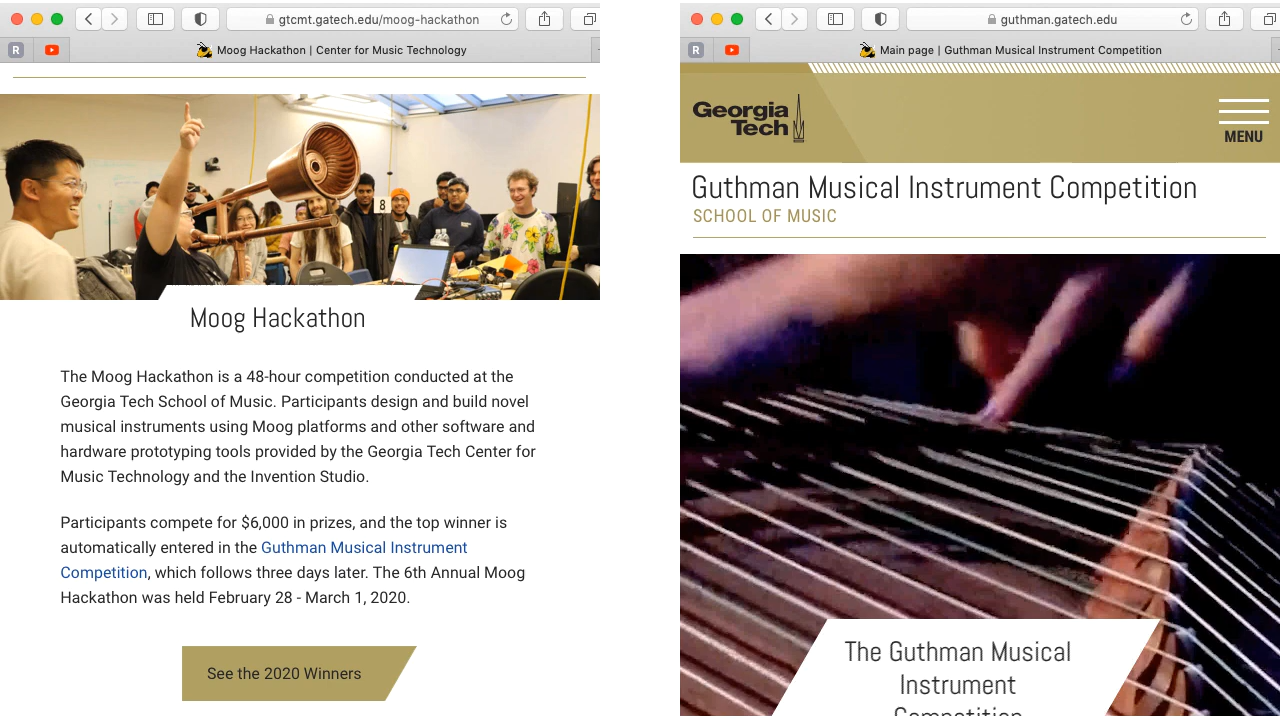 gtcmt.gatech.edu/moog-hackathon
R
Moog Hackathon | Center for Music Technology
8
Moog Hackathon
The Moog Hackathon is a 48-hour competition conducted at the
Georgia Tech School of Music. Participants design and build novel
musical instruments using Moog platforms and other software and
hardware prototyping tools provided by the Georgia Tech Center for
Music Technology and the Invention Studio.
Participants compete for $6,000 in prizes, and the top winner is
automatically entered in the Guthman Musical Instrument
Competition, which follows three days later. The 6th Annual Moog
Hackathon was held February 28 - March 1, 2020.
See the 2020 Winners
guthman.gatech.edu
R
Main page | Guthman Musical Instrument Competition
Georgia
Tech
MENU
Guthman Musical Instrument Competition
SCHOOL OF MUSIC
The Guthman Musical
Instrument
Competition